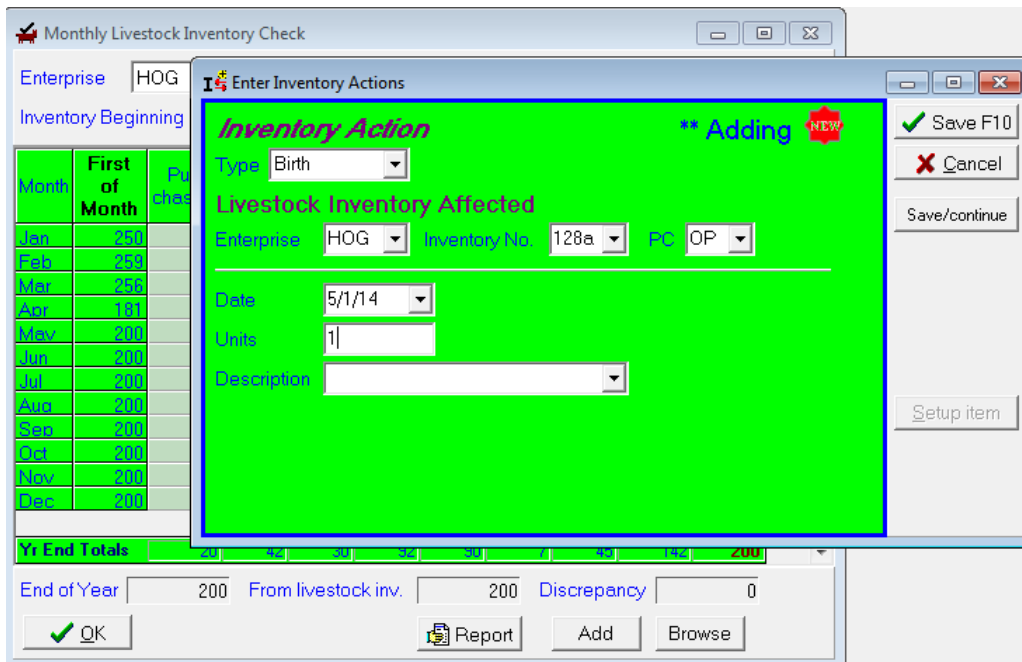 Monthly Livestock Inventory Check
Enterprise HOG
Inventory Beginning
Month First of Month Pu chas
Jan 250
Feb 259
Mar 256
Apr 181
May 200
Jun 200
Jul 200
Aug 200
Sep 200
Oct 200
Nov 200
Dec 200
Yr End Totals 20 42 30 92 90 7 45 142 200
End of Year 200 From livestock inv. 200 Discrepancy 0
OK Report Add Browse
Enter Inventory Actions
Inventory Action ** Adding NEW
Type Birth
Livestock Inventory Affected
Enterprise HOG Inventory No. 128a PC OP
Date 5/1/14
Units 1
Description
Save F10
Cancel
Save/continue
Setup item